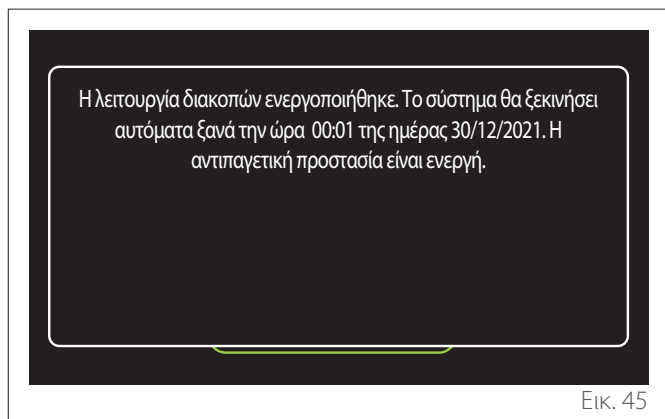 Η λειτουργία διακοπών ενεργοποιήθηκε. Το σύστημα θα ξεκινήσει
αυτόματα ξανά την ώρα 00:01 της ημέρας 30/12/2021. Η
αντιπαγετική προστασία είναι ενεργή.
Εικ. 45